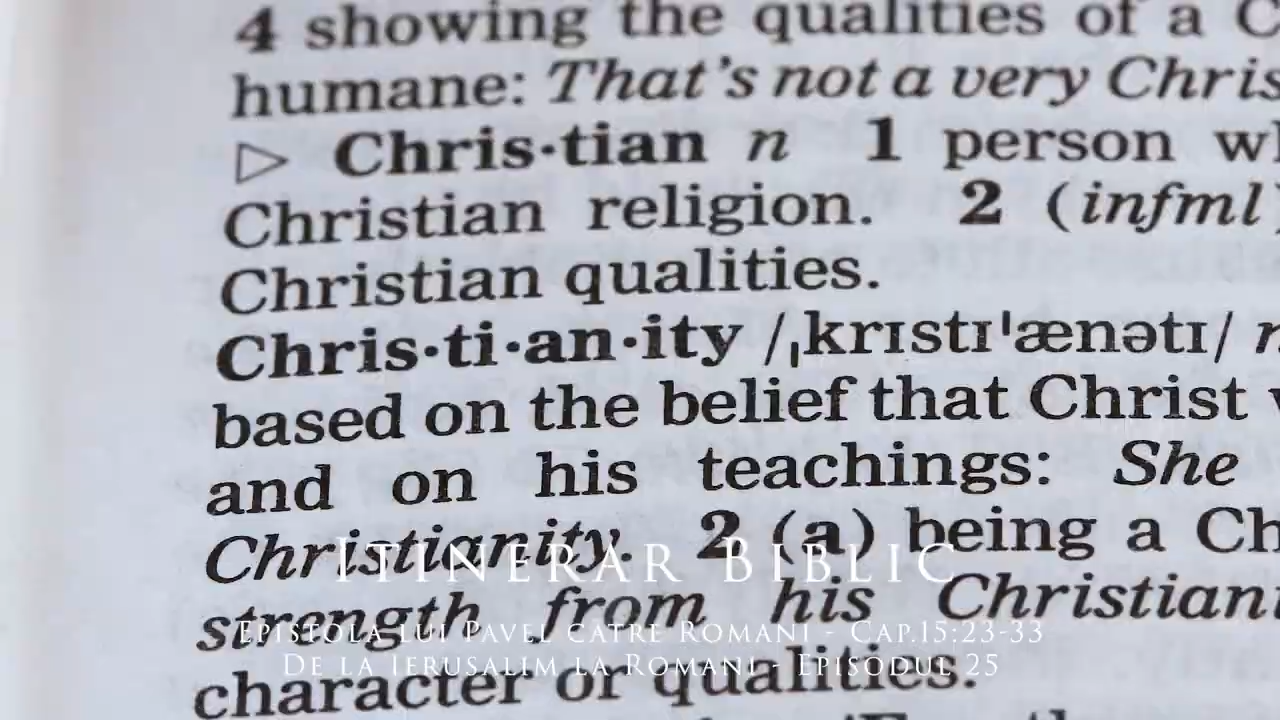 4 showing the qualities of a C
humane: That's not a very Chris
▷ Chris·tian n 1 person wh
Christian religion. 2 (infml)
Christian qualities.
Chris·ti·an·ity /ˌkrɪstɪˈænətɪ/ n
based on the belief that Christ w
and on his teachings: She
Christianity. 2 (a) being a Ch
strength from his Christiani
character or qualities.
Itinerar Biblic
Epistola lui Pavel către Romani - Cap.15:23-33
De la Ierusalim la Romani - Episodul 25